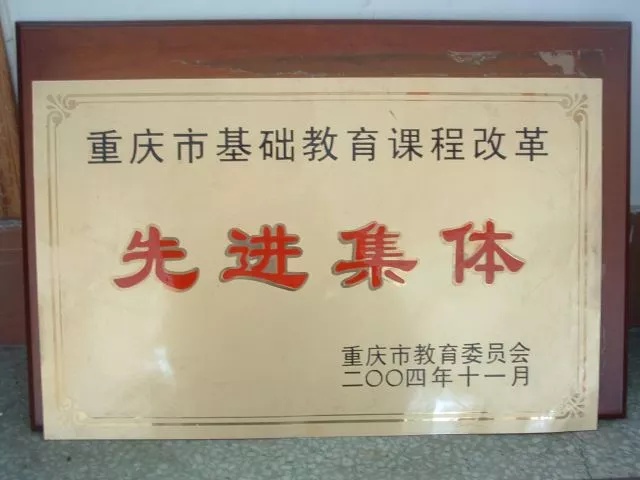 重庆市基础教育课程改革
先进集体
重庆市教育委员会
二〇〇四年十一月